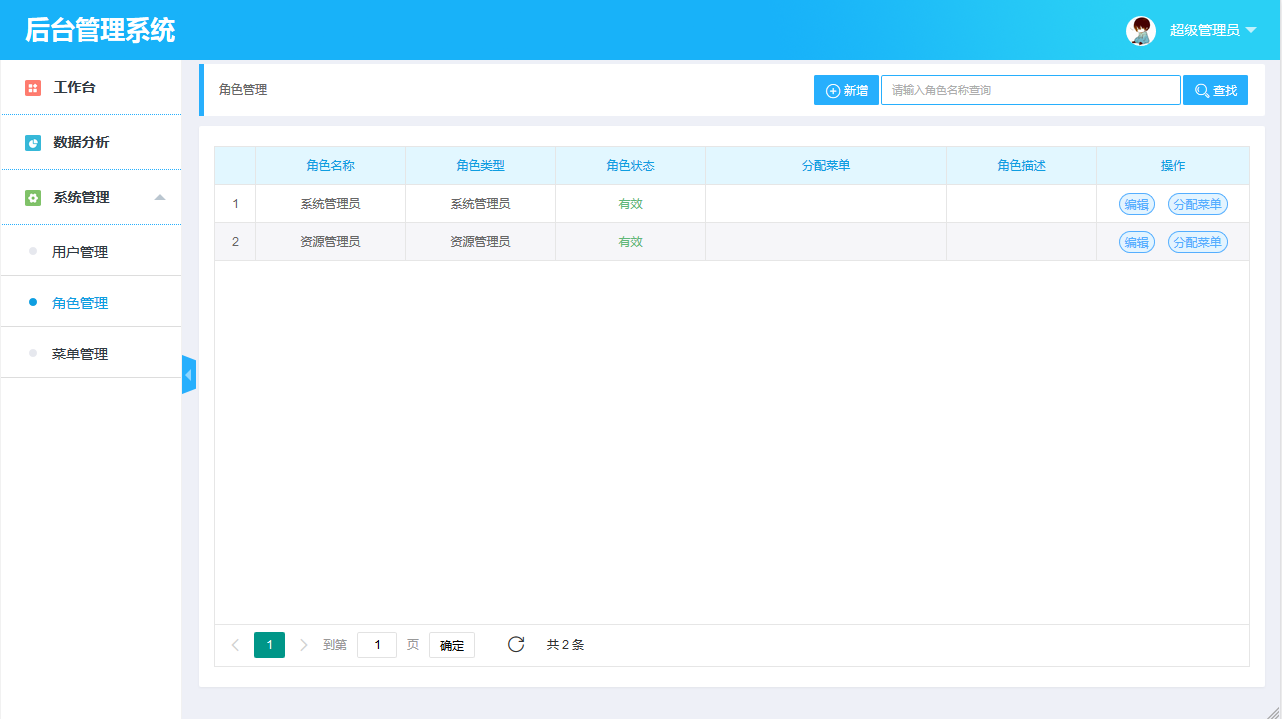 后台管理系统
超级管理员
工作台
数据分析
系统管理
用户管理
角色管理
菜单管理
角色管理
新增
请输入角色名称查询
查找
角色名称 角色类型 角色状态 分配菜单 角色描述 操作
1 系统管理员 系统管理员 有效 编辑 分配菜单
2 资源管理员 资源管理员 有效 编辑 分配菜单
1 到第 1 页 确定 共 2 条